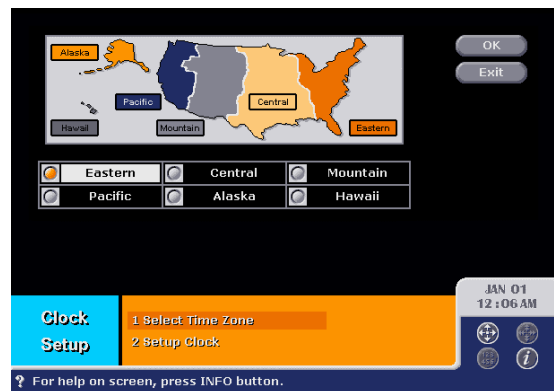 Alaska
Pacific
Central
Hawaii
Mountain
Eastern
OK
Exit
Eastern
Central
Mountain
Pacific
Alaska
Hawaii
JAN 01
12:06 AM
Clock
Setup
1 Select Time Zone
2 Setup Clock
i
? For help on screen, press INFO button.